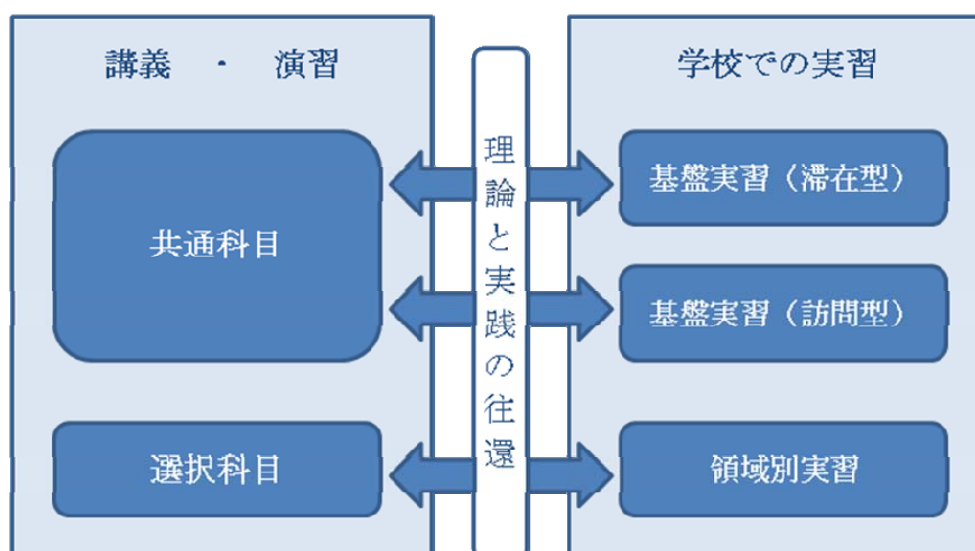 講義 ・ 演習
共通科目
選択科目
理論と実践の往還
学校での実習
基盤実習（滞在型）
基盤実習（訪問型）
領域別実習